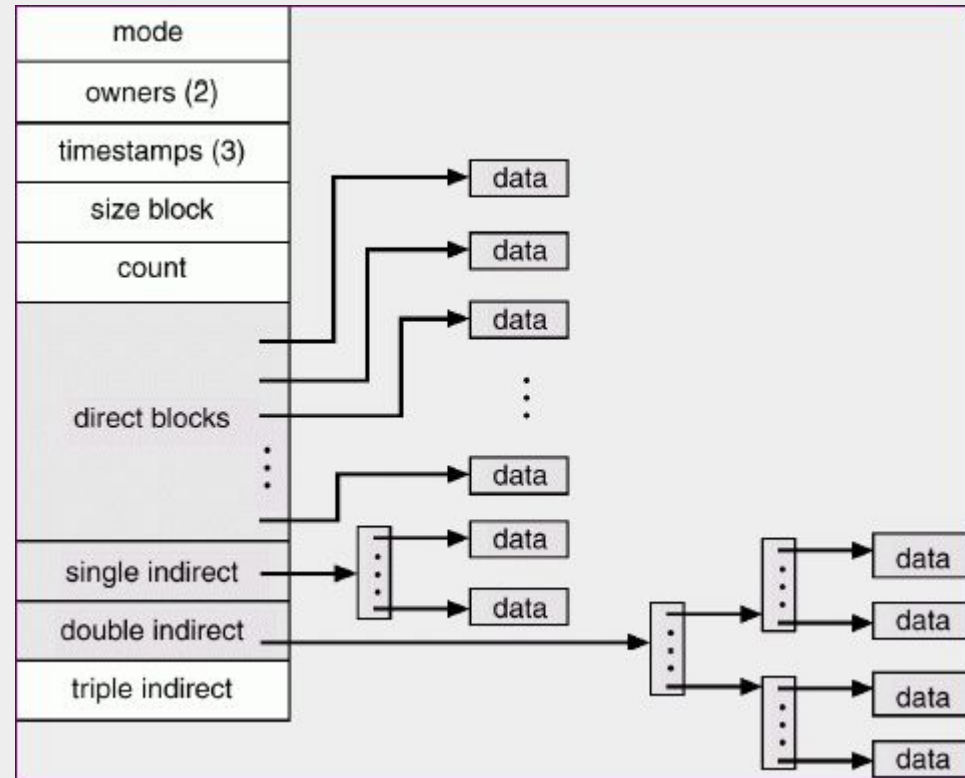 mode
owners (2)
timestamps (3)
size block
count
direct blocks
single indirect
double indirect
triple indirect
data
data
data
data
data
data
data
data
data
data